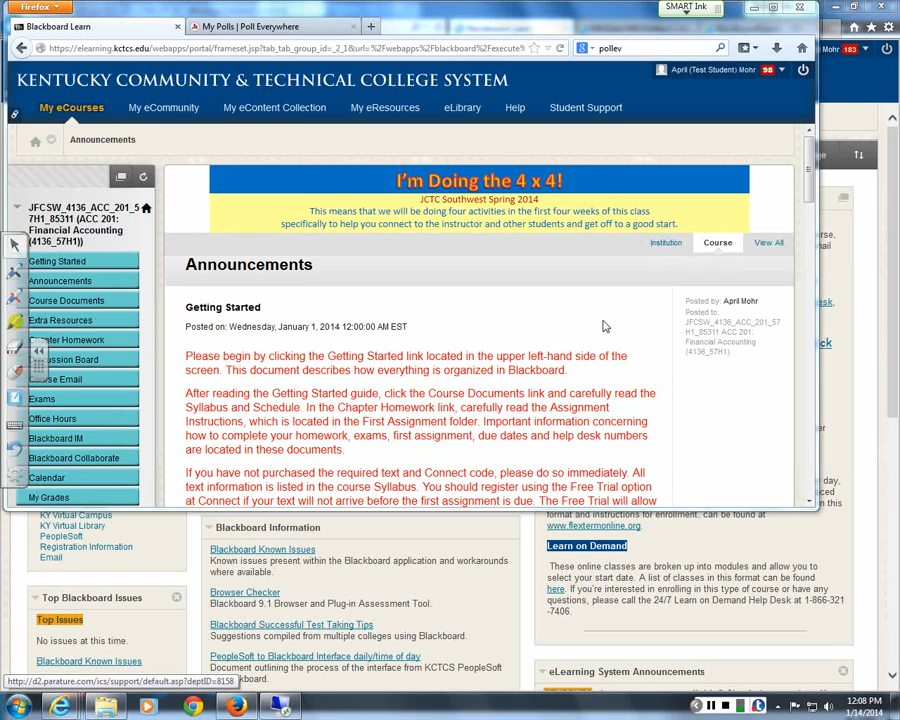 Firefox
SMART Ink
Blackboard Learn
My Polls | Poll Everywhere
https://elearning.kctcs.edu/webapps/portal/frameset.jsp?tab_tab_group_id=_2_1&url=%2Fwebapps%2Fblackboard%2Fexecute%
pollev
Mohr 183
KENTUCKY COMMUNITY & TECHNICAL COLLEGE SYSTEM
April (Test Student) Mohr 98
My eCourses
My eCommunity
My eContent Collection
My eResources
eLibrary
Help
Student Support
Announcements
I'm Doing the 4 x 4!
JCTC Southwest Spring 2014
This means that we will be doing four activities in the first four weeks of this class
specifically to help you connect to the instructor and other students and get off to a good start.
JFCSW_4136_ACC_201_5
7H1_85311 (ACC 201:
Financial Accounting
(4136_57H1))
Getting Started
Announcements
Course Documents
Extra Resources
Chapter Homework
Discussion Board
Course Email
Exams
Office Hours
Blackboard IM
Blackboard Collaborate
Calendar
My Grades
Institution
Course
View All
Announcements
Getting Started
Posted on: Wednesday, January 1, 2014 12:00:00 AM EST
Please begin by clicking the Getting Started link located in the upper left-hand side of the
screen. This document describes how everything is organized in Blackboard.
After reading the Getting Started guide, click the Course Documents link and carefully read the
Syllabus and Schedule. In the Chapter Homework link, carefully read the Assignment
Instructions, which is located in the First Assignment folder. Important information concerning
how to complete your homework, exams, first assignment, due dates and help desk numbers
are located in these documents.
If you have not purchased the required text and Connect code, please do so immediately. All
text information is listed in the course Syllabus. You should register using the Free Trial option
at Connect if your text will not arrive before the first assignment is due. The Free Trial will allow
Posted by: April Mohr
Posted to:
JFCSW_4136_ACC_201_57
H1_85311 (ACC 201:
Financial Accounting
(4136_57H1))
KY Virtual Campus
KY Virtual Library
PeopleSoft
Registration Information
Email
Top Blackboard Issues
Top Issues
No issues at this time.
Blackboard Known Issues
Blackboard Information
Blackboard Known Issues
Known issues present within the Blackboard application and workarounds
where available.
Browser Checker
Blackboard 9.1 Browser and Plug-in Assessment Tool.
Blackboard Successful Test Taking Tips
Suggestions compiled from multiple colleges using Blackboard.
PeopleSoft to Blackboard Interface daily/time of day
Document outlining the process of the interface from KCTCS PeopleSoft
format and instructions for enrollment, can be found at
www.flextermonline.org.
Learn on Demand
These online classes are broken up into modules and allow you to
select your start date. A list of classes in this format can be found
here. If you're interested in enrolling in this type of course or have any
questions, please call the 24/7 Learn on Demand Help Desk at 1-866-321
-7406.
eLearning System Announcements
http://d2.parature.com/ics/support/default.asp?deptID=8158
12:08 PM
1/14/2014